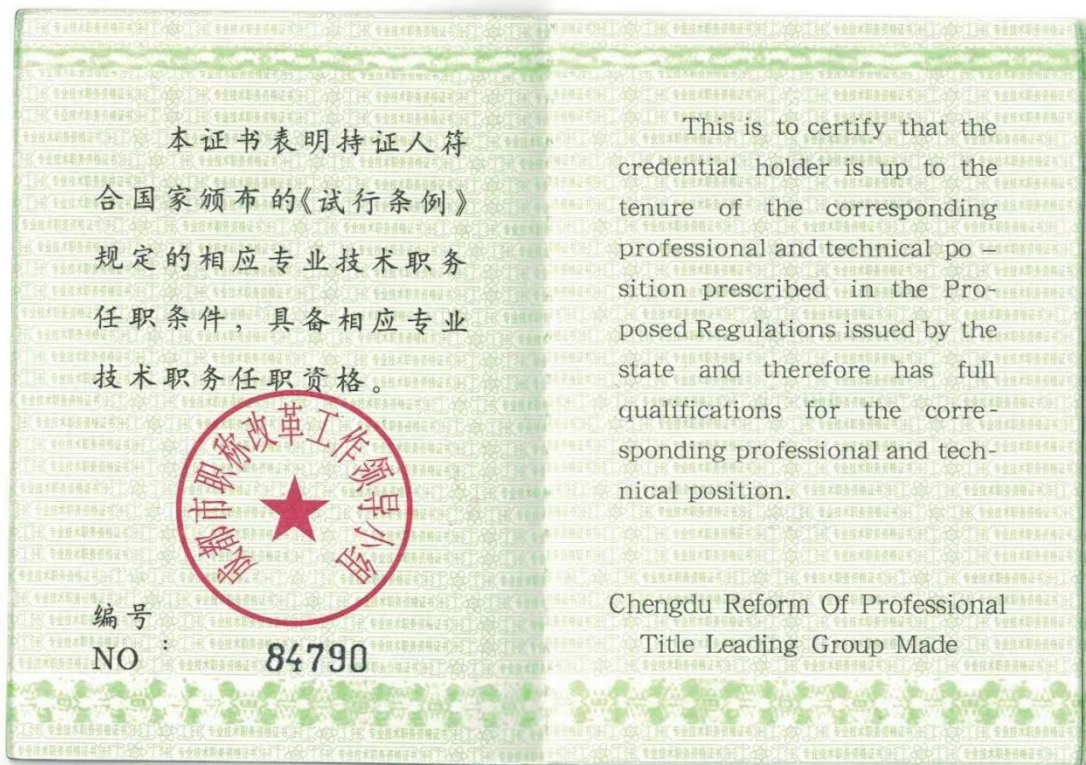 本证书表明持证人符
合国家颁布的《试行条例》
规定的相应专业技术职务
任职条件，具备相应专业
技术职务任职资格。
成都市职称改革工作领导小组
编号
NO : 84790
This is to certify that the
credential holder is up to the
tenure of the corresponding
professional and technical po –
sition prescribed in the Pro-
posed Regulations issued by the
state and therefore has full
qualifications for the corre-
sponding professional and tech-
nical position.
Chengdu Reform Of Professional
Title Leading Group Made